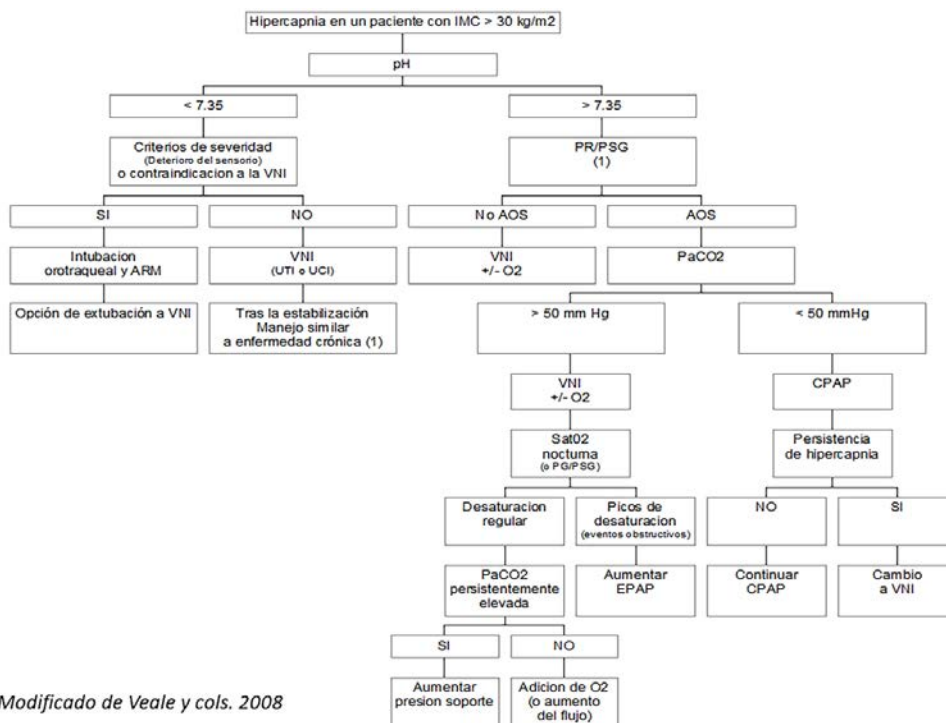 Hipercapnia en un paciente con IMC > 30 kg/m2
pH
< 7.35
> 7.35
Criterios de severidad
(Deterioro del sensorio)
o contraindicacion a la VNI
PR/PSG
(1)
SI
NO
No AOS
AOS
Intubacion
orotraqueal y ARM
VNI
(UTI o UCI)
VNI
+/- O2
PaCO2
Opción de extubación a VNI
Tras la estabilización
Manejo similar
a enfermedad crónica (1)
> 50 mm Hg
< 50 mmHg
VNI
+/- O2
CPAP
Sat02
nocturna
(o PG/PSG)
Persistencia
de hipercapnia
Desaturacion
regular
Picos de
desaturacion
(eventos obstructivos)
NO
SI
PaCO2
persistentemente
elevada
Aumentar
EPAP
Continuar
CPAP
Cambio
a VNI
SI
NO
Aumentar
presion soporte
Adicion de O2
(o aumento
del flujo)
Modificado de Veale y cols. 2008